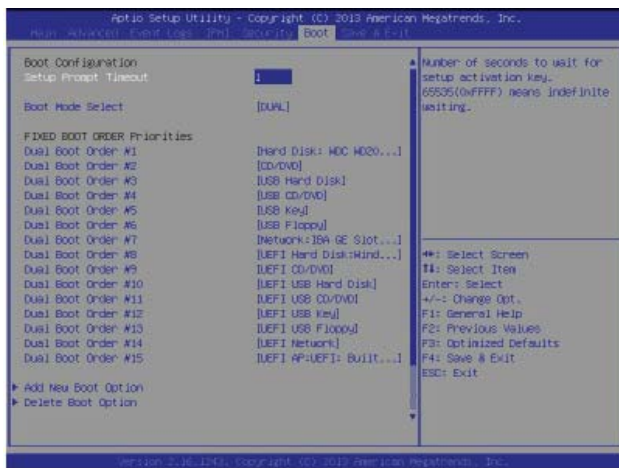 Aptio Setup Utility - Copyright (C) 2013 American Megatrends, Inc.
Main Advanced Event Logs IPMI Security Boot Save & Exit
Boot Configuration
Setup Prompt Timeout 1
Boot Mode Select [DUAL]
FIXED BOOT ORDER Priorities
Dual Boot Order #1 [Hard Disk: WDC WD20...]
Dual Boot Order #2 [CD/DVD]
Dual Boot Order #3 [USB Hard Disk]
Dual Boot Order #4 [USB CD/DVD]
Dual Boot Order #5 [USB Key]
Dual Boot Order #6 [USB Floppy]
Dual Boot Order #7 [Network:IBA GE Slot...]
Dual Boot Order #8 [UEFI Hard Disk:Wind...]
Dual Boot Order #9 [UEFI CD/DVD]
Dual Boot Order #10 [UEFI USB Hard Disk]
Dual Boot Order #11 [UEFI USB CD/DVD]
Dual Boot Order #12 [UEFI USB Key]
Dual Boot Order #13 [UEFI USB Floppy]
Dual Boot Order #14 [UEFI Network]
Dual Boot Order #15 [UEFI AP:UEFI: Built...]
Add New Boot Option
Delete Boot Option
Number of seconds to wait for
setup activation key.
65535(0xFFFF) means indefinite
waiting.
→←: Select Screen
↑↓: Select Item
Enter: Select
+/-: Change Opt.
F1: General Help
F2: Previous Values
F3: Optimized Defaults
F4: Save & Exit
ESC: Exit
Version 2.16.1243. Copyright (C) 2013 American Megatrends, Inc.